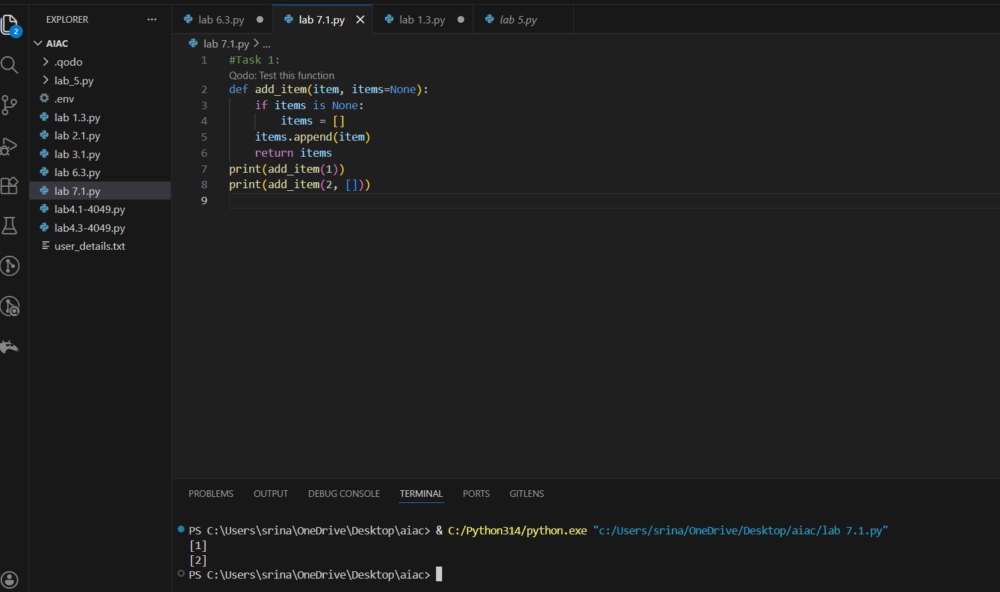 EXPLORER ...
2
AIAC
.qodo
lab_5.py
.env
lab 1.3.py
lab 2.1.py
lab 3.1.py
lab 6.3.py
lab 7.1.py
lab4.1-4049.py
lab4.3-4049.py
user_details.txt
lab 6.3.py lab 7.1.py lab 1.3.py lab 5.py
lab 7.1.py > ...
1 #Task 1:
Qodo: Test this function
2 def add_item(item, items=None):
3     if items is None:
4         items = []
5     items.append(item)
6     return items
7 print(add_item(1))
8 print(add_item(2, []))
9
PROBLEMS OUTPUT DEBUG CONSOLE TERMINAL PORTS GITLENS
PS C:\Users\srina\OneDrive\Desktop\aiac> & C:/Python314/python.exe "c:/Users/srina/OneDrive/Desktop/aiac/lab 7.1.py"
[1]
[2]
PS C:\Users\srina\OneDrive\Desktop\aiac>